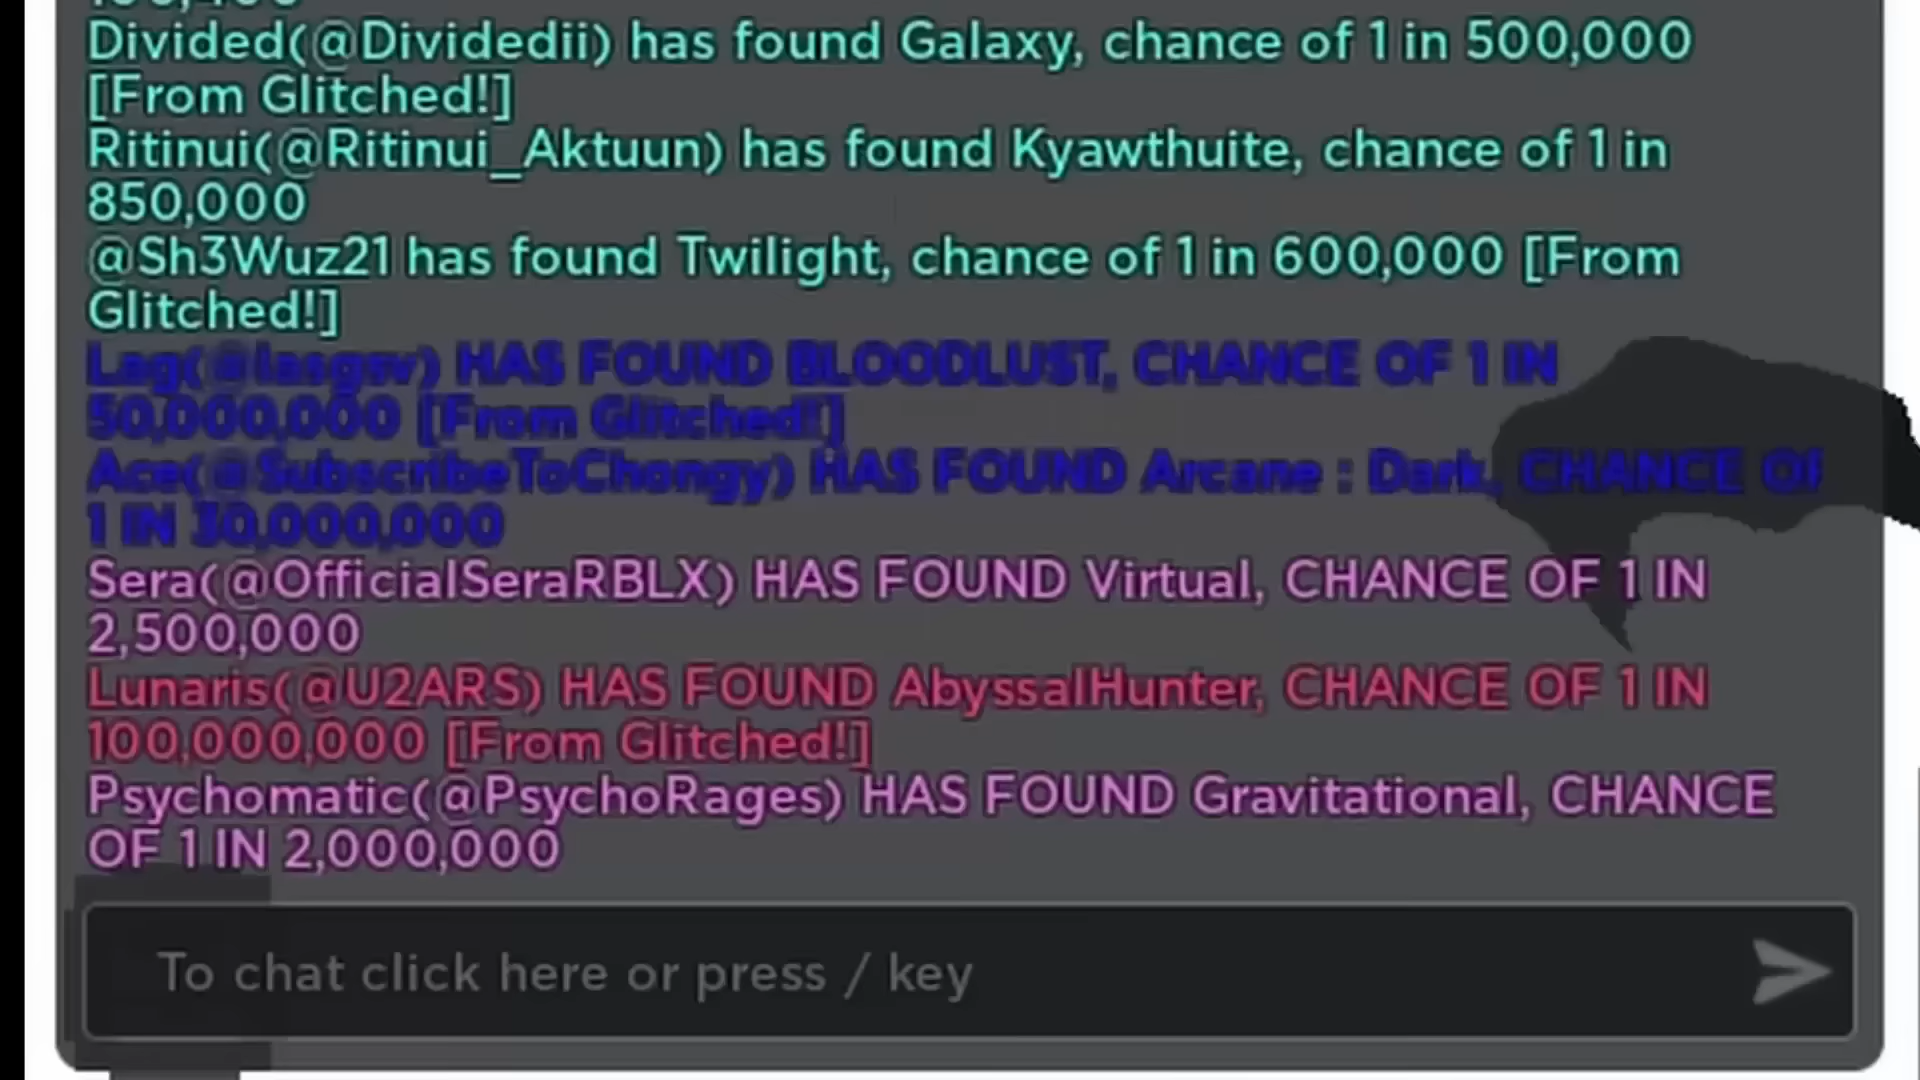 Divided(@Dividedii) has found Galaxy, chance of 1 in 500,000
[From Glitched!]
Ritinui(@Ritinui_Aktuun) has found Kyawthuite, chance of 1 in
850,000
@Sh3Wuz21 has found Twilight, chance of 1 in 600,000 [From
Glitched!]
Lag(@lasgsv) HAS FOUND BLOODLUST, CHANCE OF 1 IN
50,000,000 [From Glitched!]
Ace(@SubscribeToChongy) HAS FOUND Arcane : Dark, CHANCE OF
1 IN 30,000,000
Sera(@OfficialSeraRBLX) HAS FOUND Virtual, CHANCE OF 1 IN
2,500,000
Lunaris(@U2ARS) HAS FOUND AbyssalHunter, CHANCE OF 1 IN
100,000,000 [From Glitched!]
Psychomatic(@PsychoRages) HAS FOUND Gravitational, CHANCE
OF 1 IN 2,000,000
To chat click here or press / key